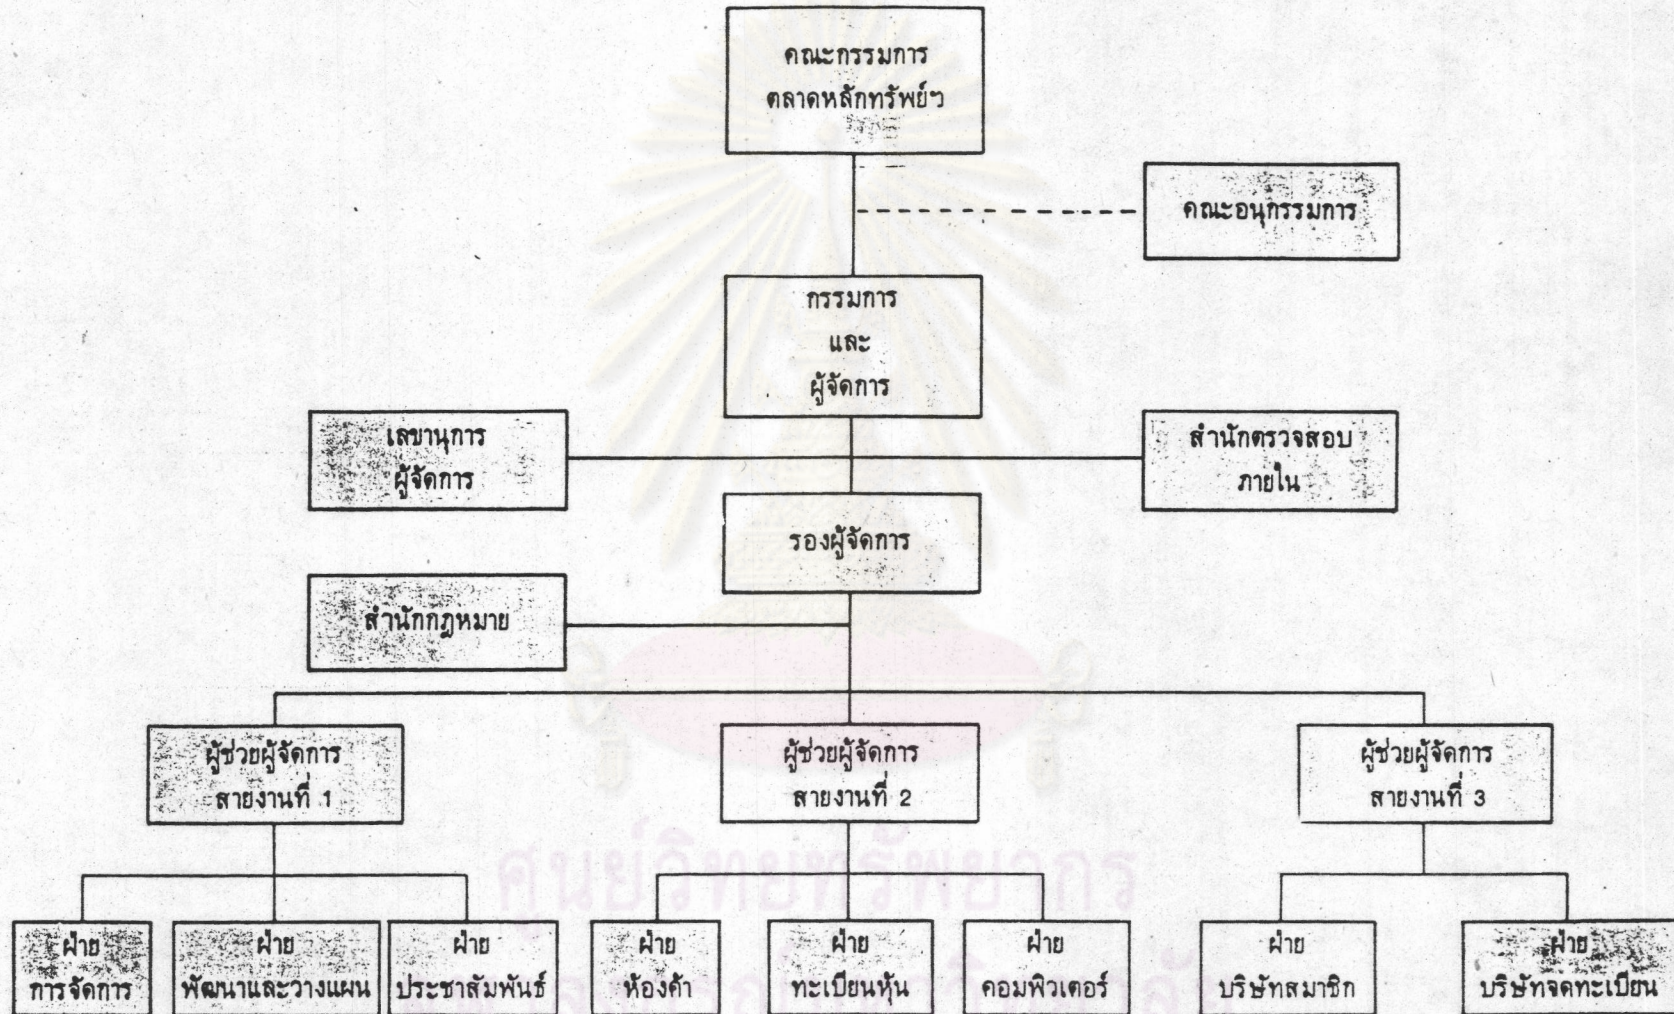 คณะกรรมการ
ตลาดหลักทรัพย์ฯ
คณะอนุกรรมการ
กรรมการ
และ
ผู้จัดการ
เลขานุการ
ผู้จัดการ
สำนักตรวจสอบ
ภายใน
รองผู้จัดการ
สำนักกฎหมาย
ผู้ช่วยผู้จัดการ
สายงานที่ 1
ผู้ช่วยผู้จัดการ
สายงานที่ 2
ผู้ช่วยผู้จัดการ
สายงานที่ 3
ศูนย์วิทยทรัพยากร
ฝ่าย
การจัดการ
ฝ่าย
พัฒนาและวางแผน
ฝ่าย
ประชาสัมพันธ์
ฝ่าย
ห้องค้า
ฝ่าย
ทะเบียนหุ้น
ฝ่าย
คอมพิวเตอร์
ฝ่าย
บริษัทสมาชิก
ฝ่าย
บริษัทจดทะเบียน